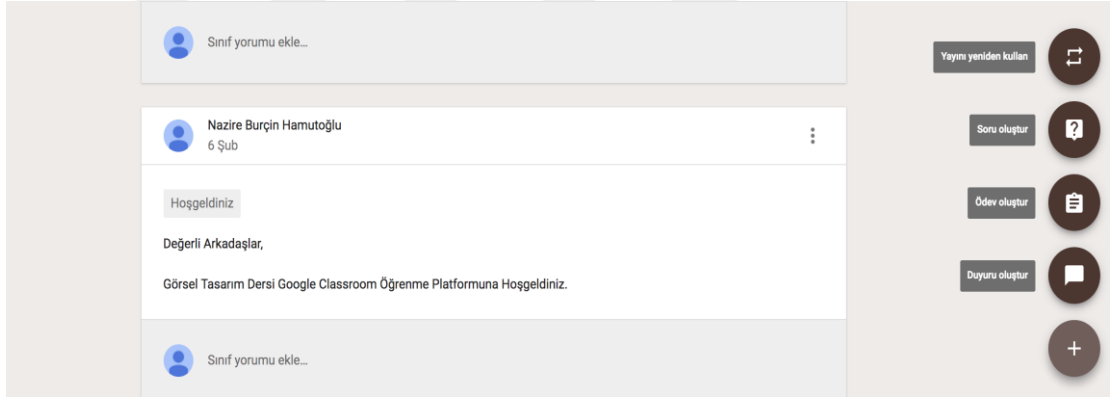 Sınıf yorumu ekle...
Yayını yeniden kullan
Nazire Burçin Hamutoğlu
6 Şub
Soru oluştur
Hoşgeldiniz
Ödev oluştur
Değerli Arkadaşlar,
Görsel Tasarım Dersi Google Classroom Öğrenme Platformuna Hoşgeldiniz.
Duyuru oluştur
Sınıf yorumu ekle...